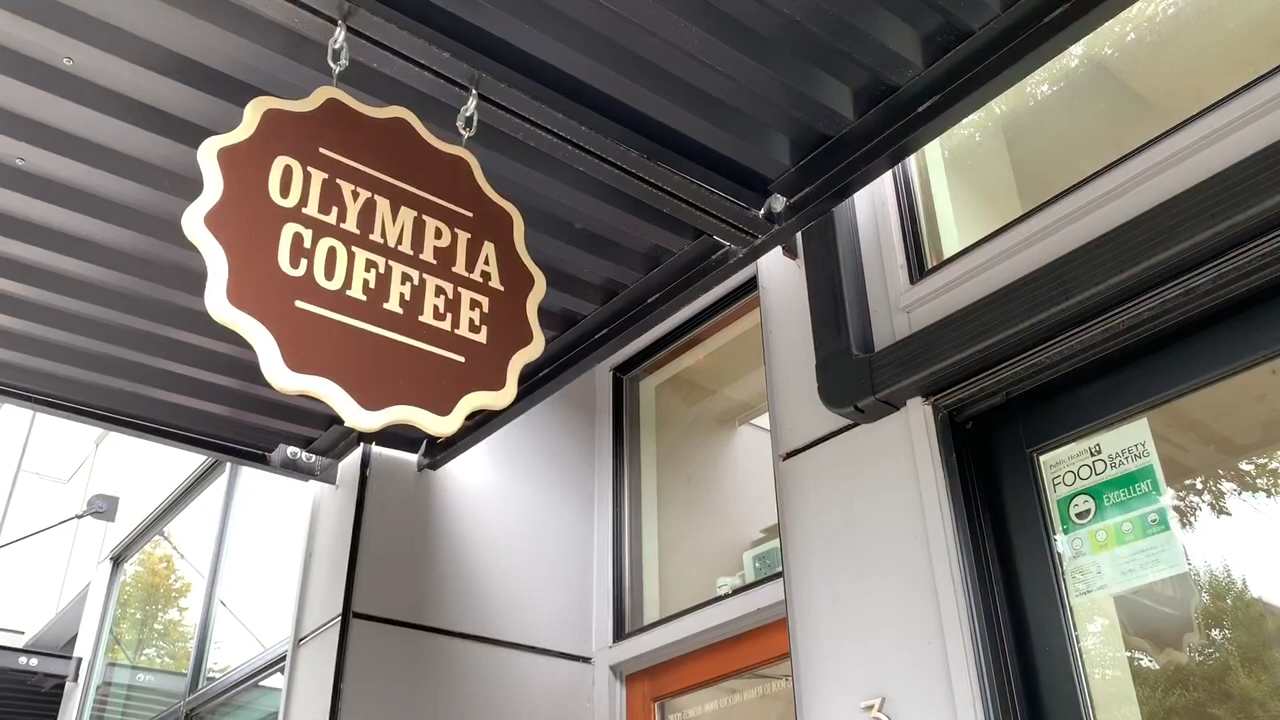 OLYMPIA
COFFEE
Public Health
FOOD SAFETY
RATING
EXCELLENT
3